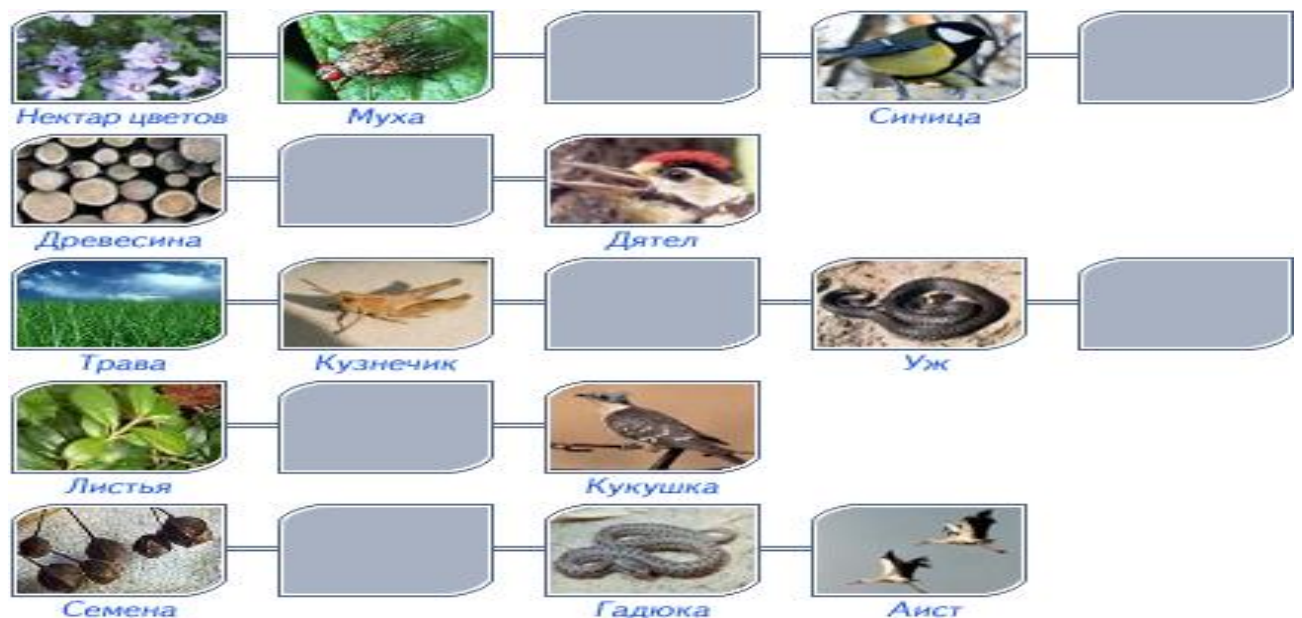 Нектар цветов Муха Синица
Древесина Дятел
Трава Кузнечик Уж
Листья Кукушка
Семена Гадюка Аист